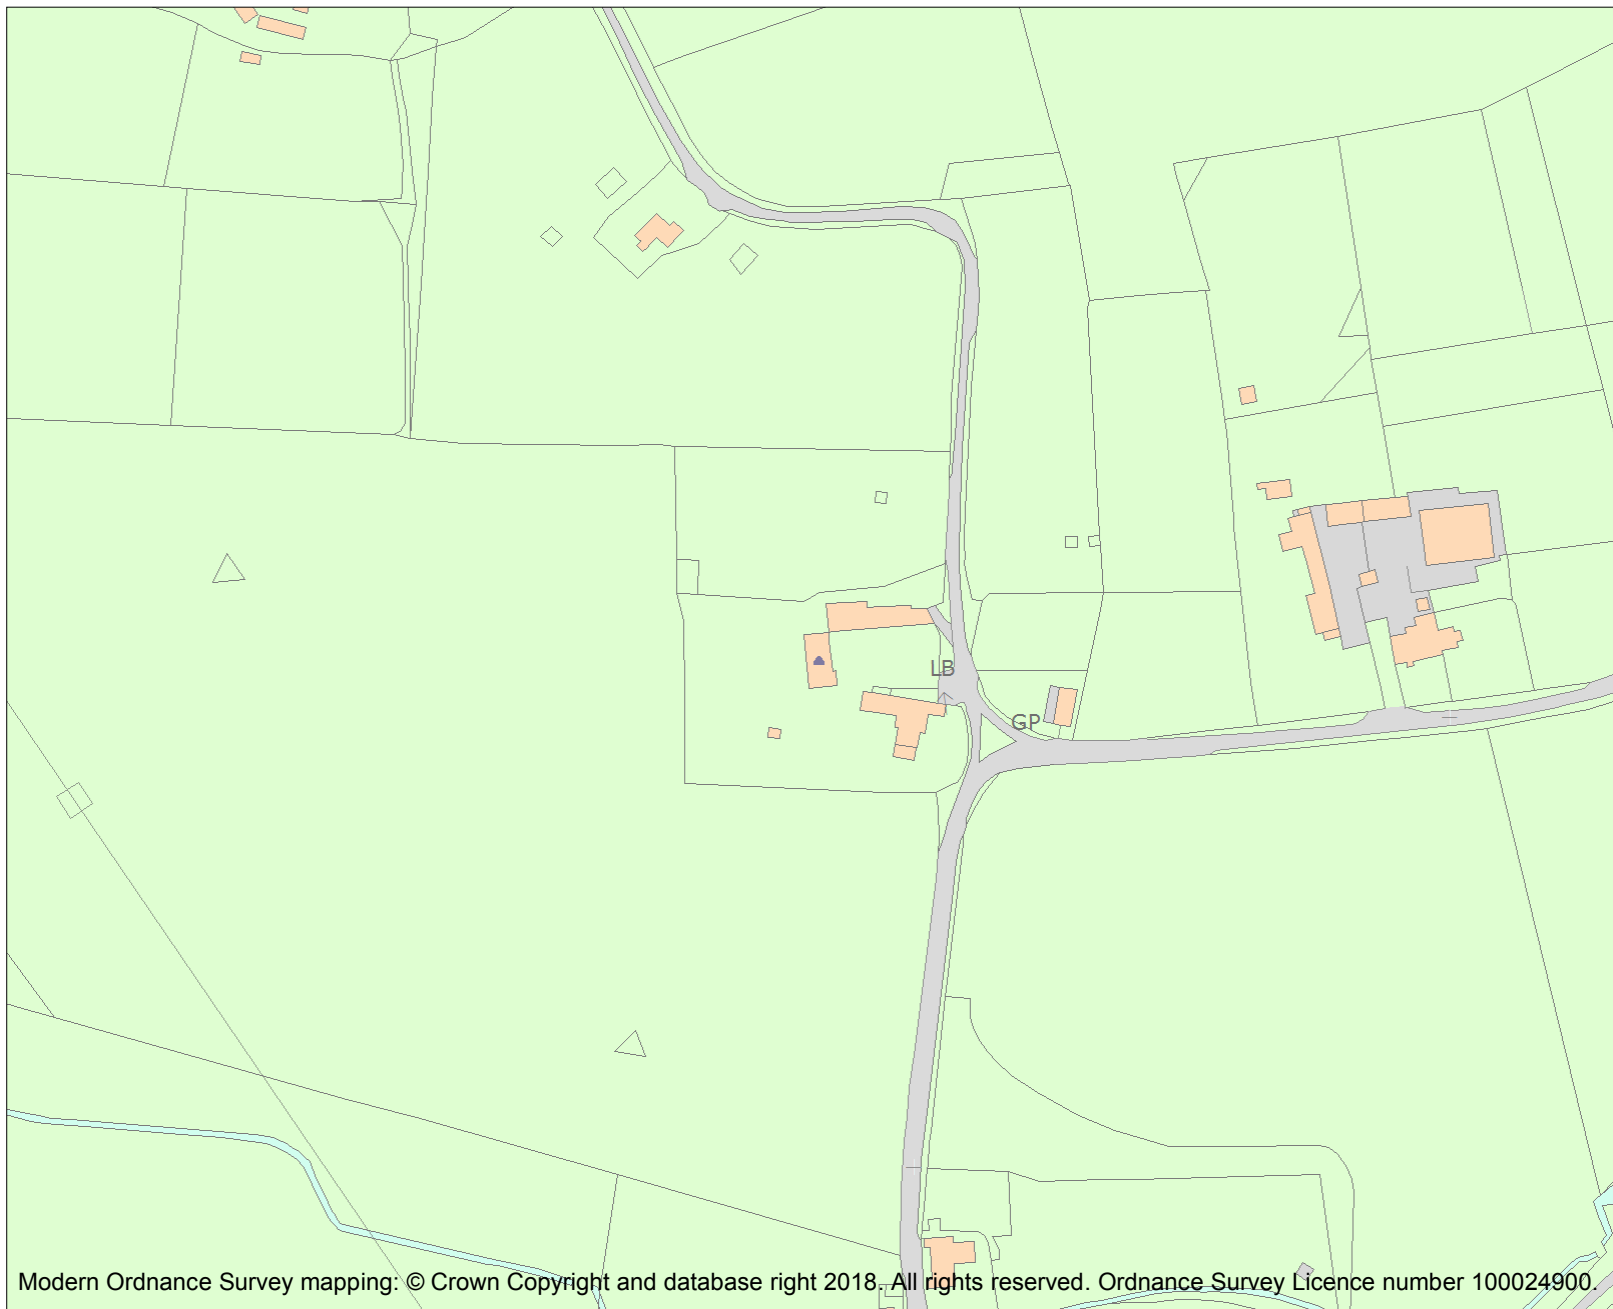 LB
GP
Modern Ordnance Survey mapping: © Crown Copyright and database right 2018. All rights reserved. Ordnance Survey Licence number 100024900.